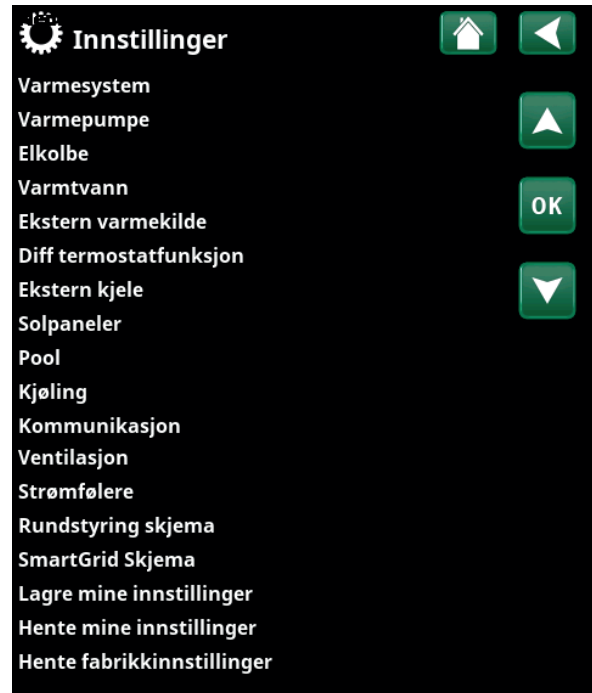 Innstillinger
Varmesystem
Varmepumpe
Elkolbe
Varmtvann
OK
Ekstern varmekilde
Diff termostatfunksjon
Ekstern kjele
Solpaneler
Pool
Kjøling
Kommunikasjon
Ventilasjon
Strømfølere
Rundstyring skjema
SmartGrid Skjema
Lagre mine innstillinger
Hente mine innstillinger
Hente fabrikkinnstillinger